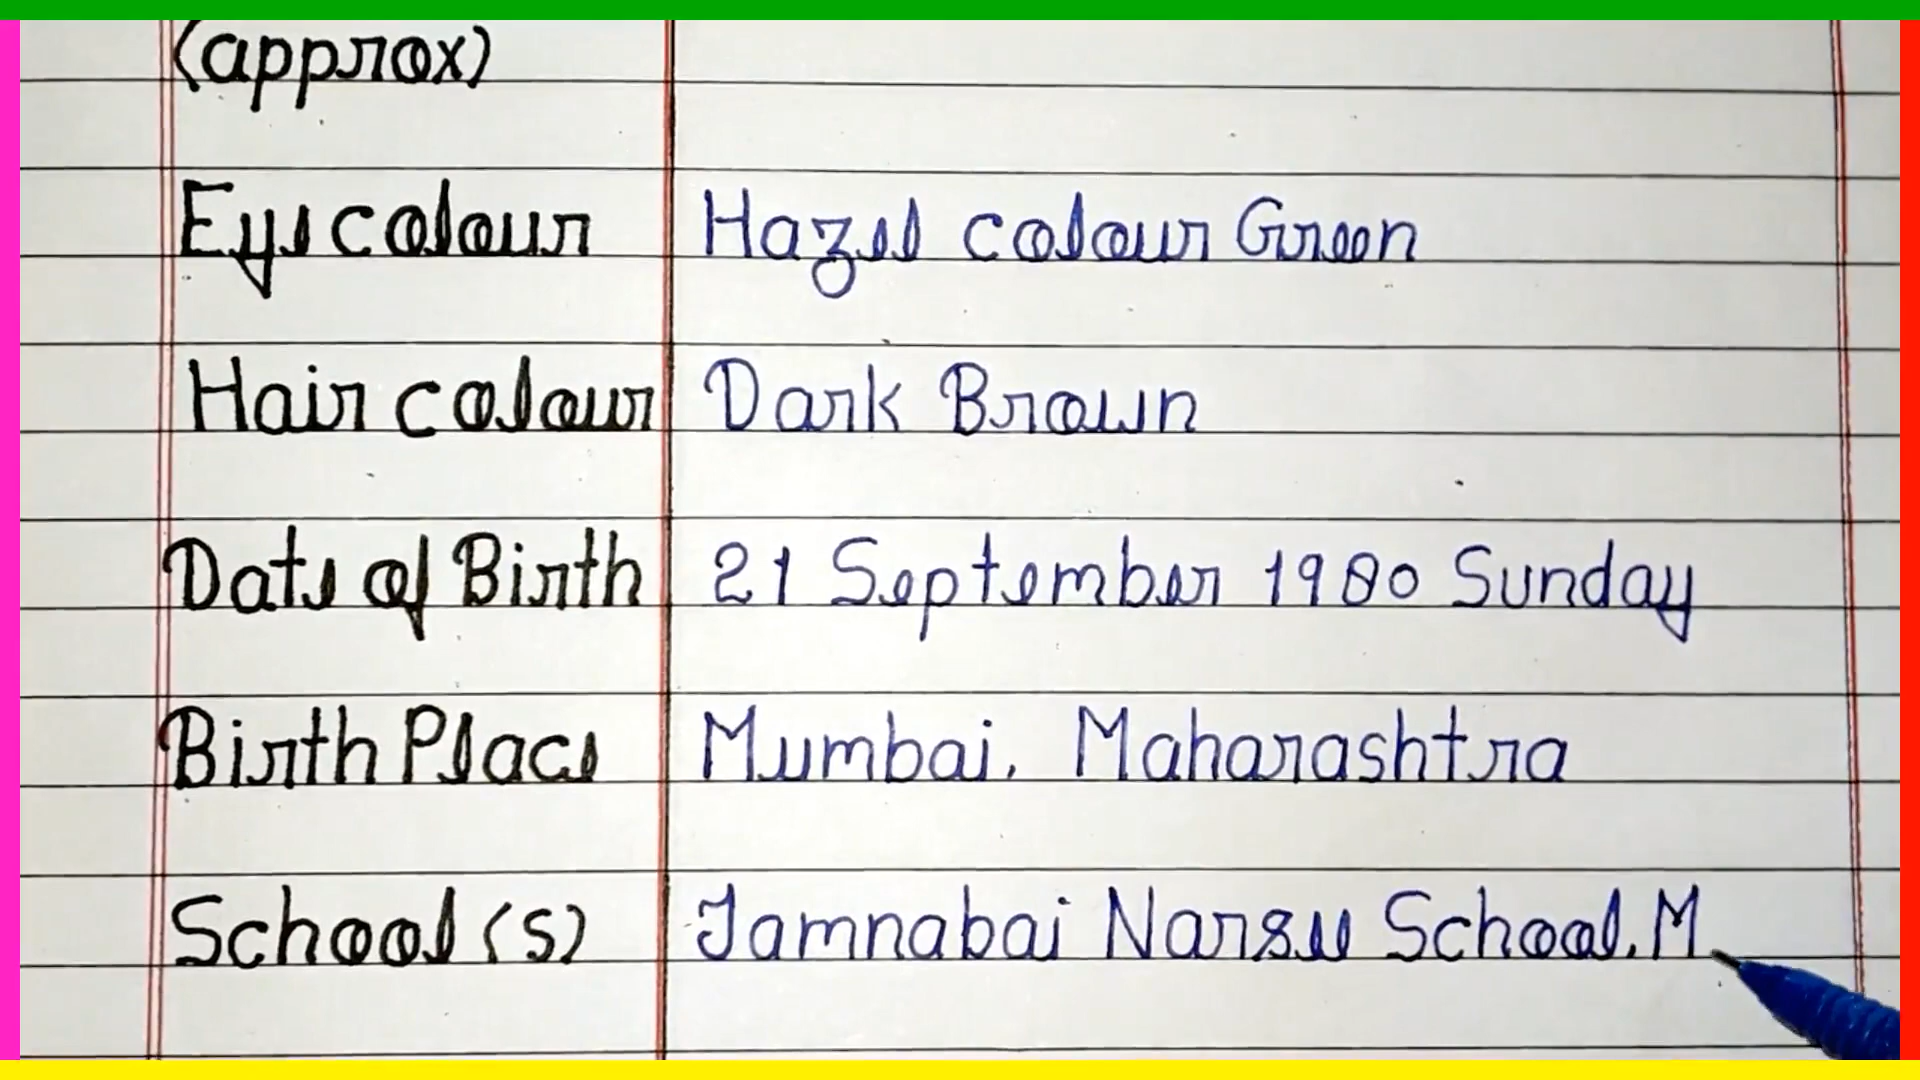 (approx)
Eye colour Hazel colour Green
Hair colour Dark Brown
Date of Birth 21 September 1980 Sunday
Birth Place Mumbai, Maharashtra
School (s) Jamnabai Narsee School, M